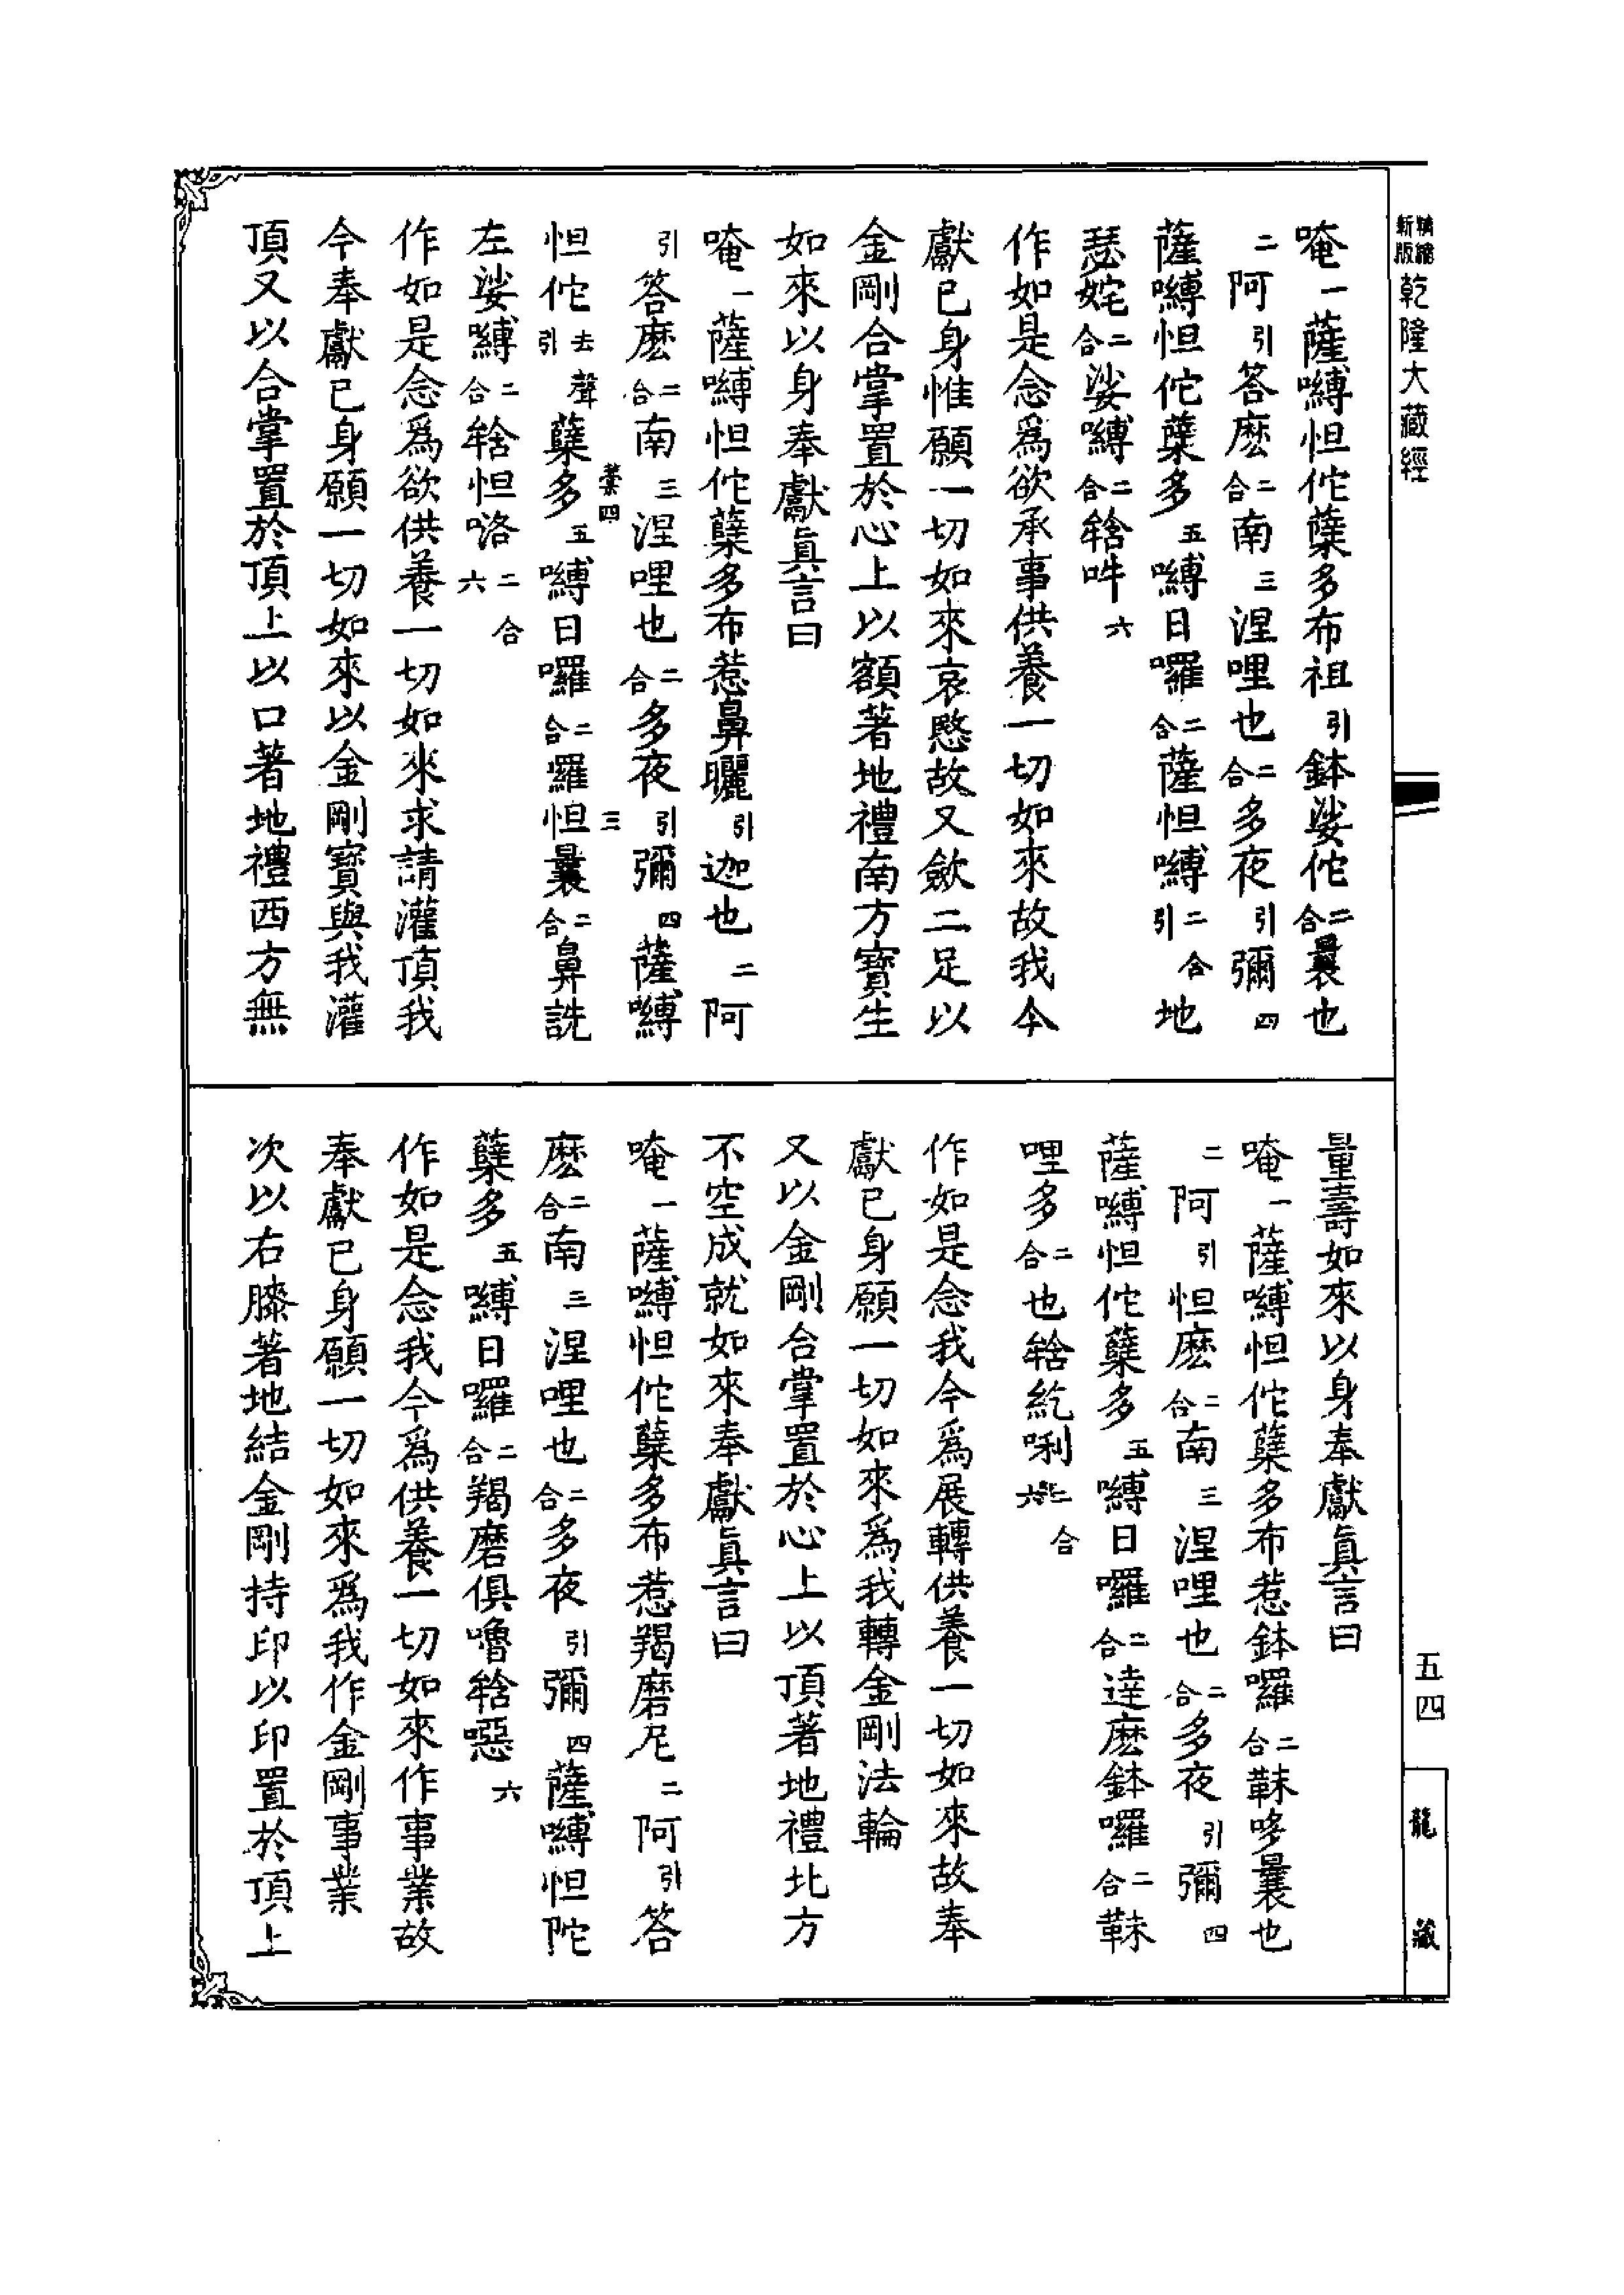 唵一薩嚩怛佗蘖多布祖引鉢娑佗二合曩也
二阿引答麽二合南三涅哩也二合多夜引彌四
薩嚩怛佗蘖多五嚩日囉二合薩怛嚩二合引地
瑟姹二合娑嚩二合𤚥吽六
作如是念爲欲承事供養一切如來故我今
獻已身惟願一切如來哀愍故又斂二足以
金剛合掌置於心上以額著地禮南方寶生
如來以身奉獻眞言曰
唵一薩嚩怛佗蘖多布惹鼻曬引迦也二阿
引答麽二合南三涅哩也二合多夜引彌四薩嚩
怛佗去聲引蘖多五嚩日囉二合羅怛曩二合鼻詵
葉四
三
左娑嚩二合𤚥怛咯二合六
作如是念爲欲供養一切如來求請灌頂我
今奉獻已身願一切如來以金剛寶與我灌
頂又以合掌置於頂上以口著地禮西方無
量壽如來以身奉獻眞言曰
唵一薩嚩怛佗蘖多布惹鉢囉二合靺哆曩也
二阿引怛麽二合南三涅哩也二合多夜引彌四
薩嚩怛佗蘖多五嚩日囉二合達麽鉢囉二合靺
哩多二合也𤚥紇唎二合六
作如是念我今爲展轉供養一切如來故奉
獻已身願一切如來爲我轉金剛法輪
又以金剛合掌置於心上以頂著地禮北方
不空成就如來奉獻眞言曰
唵一薩嚩怛佗蘖多布惹羯磨尼二阿引答
麽二合南三涅哩也二合多夜引彌四薩嚩怛陀
蘖多五嚩日囉二合羯磨俱嚕𤚥噁六
作如是念我今爲供養一切如來作事業故
奉獻已身願一切如來爲我作金剛事業
次以右膝著地結金剛持印以印置於頂上
精縮新版乾隆大藏經
五四
龍藏